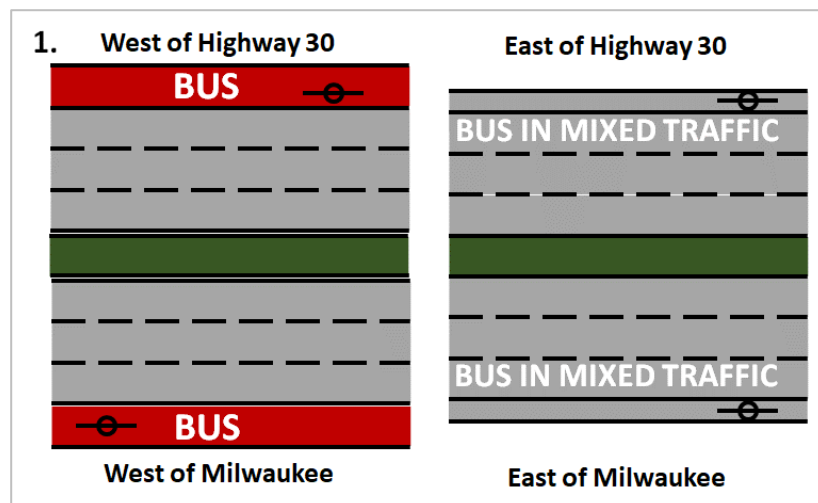 1.
West of Highway 30
East of Highway 30
BUS
BUS IN MIXED TRAFFIC
BUS IN MIXED TRAFFIC
BUS
West of Milwaukee
East of Milwaukee